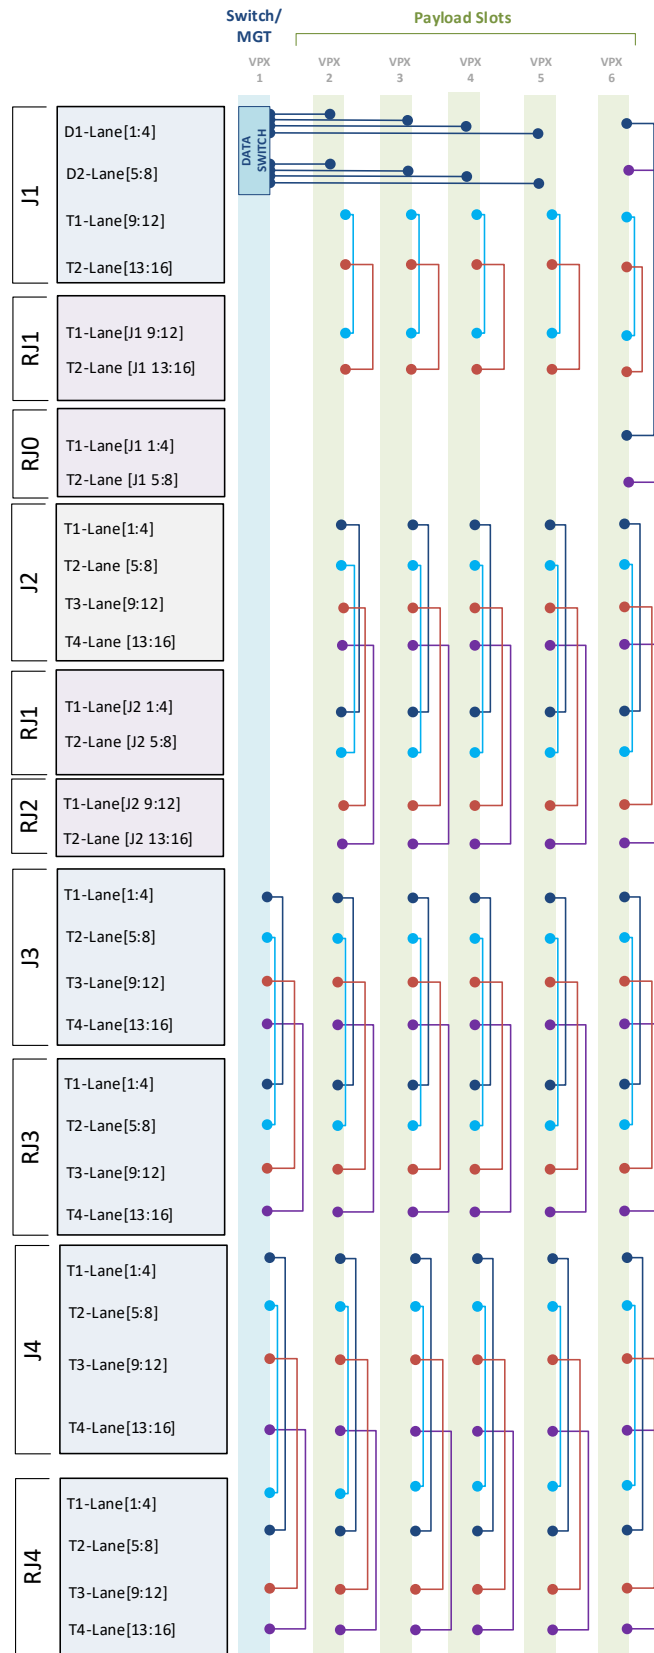 Switch/
MGT
Payload Slots
VPX
1
VPX
2
VPX
3
VPX
4
VPX
5
VPX
6
J1
D1-Lane[1:4]
D2-Lane[5:8]
T1-Lane[9:12]
T2-Lane[13:16]
DATA
SWITCH
RJ1
T1-Lane[J1 9:12]
T2-Lane [J1 13:16]
RJ0
T1-Lane[J1 1:4]
T2-Lane [J1 5:8]
J2
T1-Lane[1:4]
T2-Lane [5:8]
T3-Lane[9:12]
T4-Lane [13:16]
RJ1
T1-Lane[J2 1:4]
T2-Lane [J2 5:8]
RJ2
T1-Lane[J2 9:12]
T2-Lane [J2 13:16]
J3
T1-Lane[1:4]
T2-Lane[5:8]
T3-Lane[9:12]
T4-Lane[13:16]
RJ3
T1-Lane[1:4]
T2-Lane[5:8]
T3-Lane[9:12]
T4-Lane[13:16]
J4
T1-Lane[1:4]
T2-Lane[5:8]
T3-Lane[9:12]
T4-Lane[13:16]
RJ4
T1-Lane[1:4]
T2-Lane[5:8]
T3-Lane[9:12]
T4-Lane[13:16]